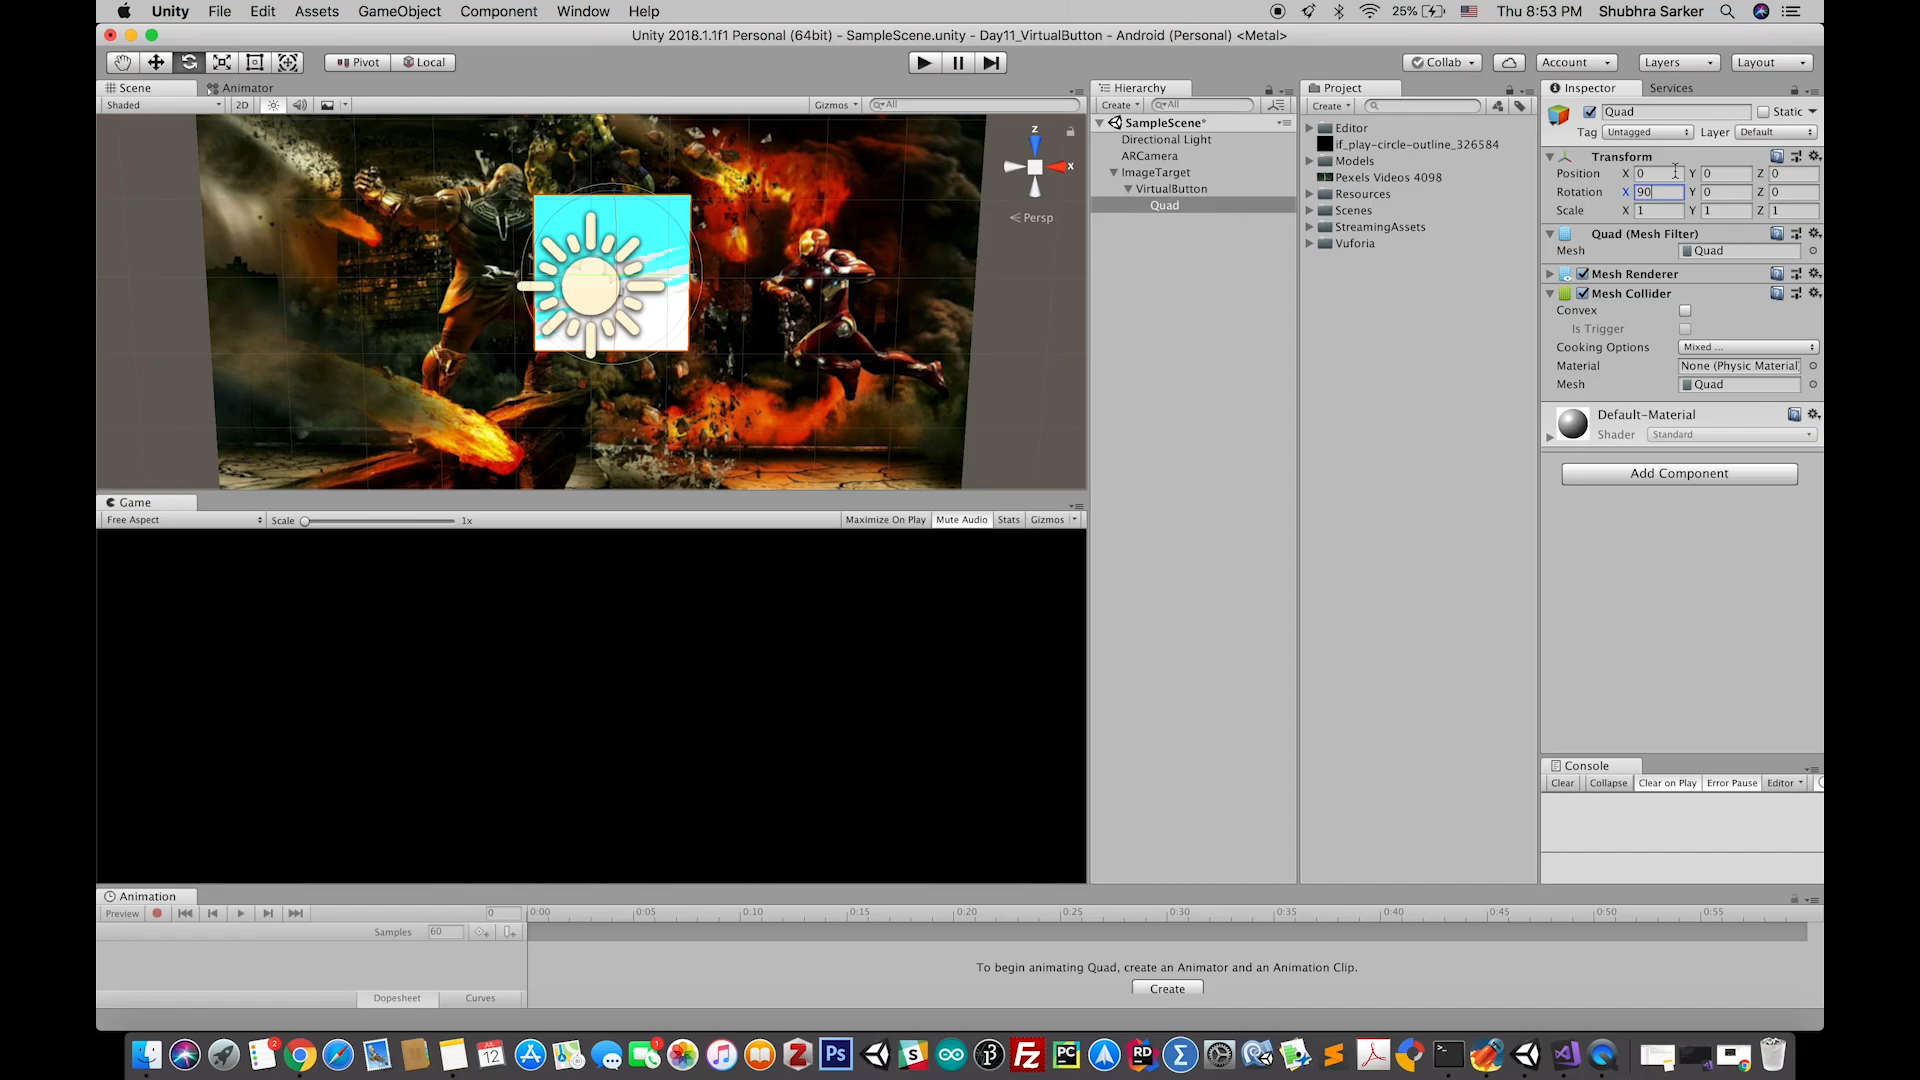 Unity File Edit Assets GameObject Component Window Help 25% Thu 8:53 PM Shubhra Sarker
Unity 2018.1.1f1 Personal (64bit) - SampleScene.unity - Day11_VirtualButton - Android (Personal) <Metal>
Pivot Local Collab Account Layers Layout
Scene Animator Hierarchy Project Inspector Services
Shaded 2D Gizmos All Create All Create
Quad Static
Tag Untagged Layer Default
z x
Persp
SampleScene*
Directional Light
ARCamera
ImageTarget
VirtualButton
Quad
Editor
if_play-circle-outline_326584
Models
Pexels Videos 4098
Resources
Scenes
StreamingAssets
Vuforia
Transform
Position X 0 Y 0 Z 0
Rotation X 90 Y 0 Z 0
Scale X 1 Y 1 Z 1
Quad (Mesh Filter)
Mesh Quad
Mesh Renderer
Mesh Collider
Convex
Is Trigger
Cooking Options Mixed ...
Material None (Physic Material)
Mesh Quad
Default-Material
Shader Standard
Add Component
Game
Free Aspect Scale 1x Maximize On Play Mute Audio Stats Gizmos
Console
Clear Collapse Clear on Play Error Pause Editor
Animation
Preview 0 0:00 0:05 0:10 0:15 0:20 0:25 0:30 0:35 0:40 0:45 0:50 0:55
Samples 60
To begin animating Quad, create an Animator and an Animation Clip.
Create
Dopesheet Curves
2 JUL 12 1 Z Ps S Fz PC RD Σ